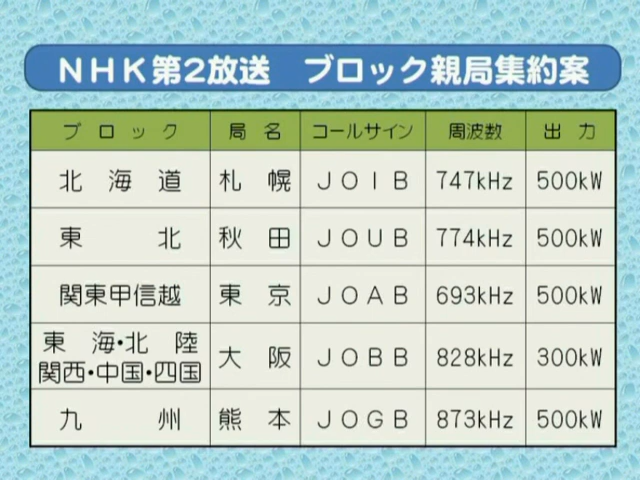 NHK第2放送　ブロック親局集約案
ブロック 局名 コールサイン 周波数 出力
北海道 札幌 JOIB 747kHz 500kW
東北 秋田 JOUB 774kHz 500kW
関東甲信越 東京 JOAB 693kHz 500kW
東海・北陸
関西・中国・四国 大阪 JOBB 828kHz 300kW
九州 熊本 JOGB 873kHz 500kW